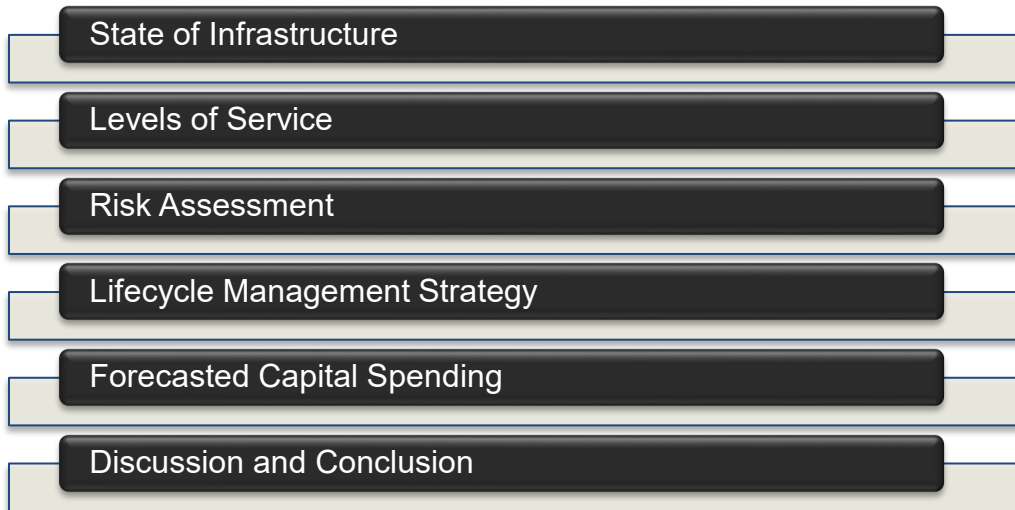 State of Infrastructure
Levels of Service
Risk Assessment
Lifecycle Management Strategy
Forecasted Capital Spending
Discussion and Conclusion